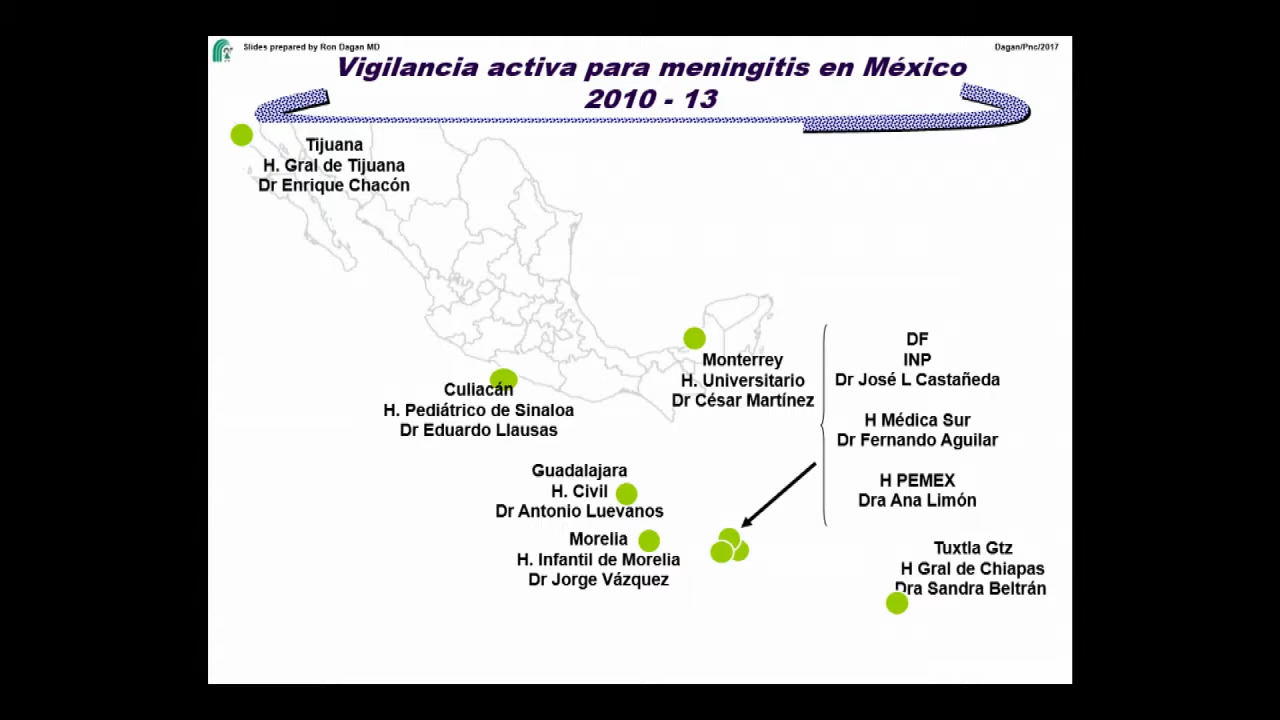 Slides prepared by Ron Dagan MD
Dagan/Pnc/2017
Vigilancia activa para meningitis en México
2010 - 13
Tijuana
H. Gral de Tijuana
Dr Enrique Chacón
Monterrey
H. Universitario
Dr César Martínez
DF
INP
Dr José L Castañeda
H Médica Sur
Dr Fernando Aguilar
H PEMEX
Dra Ana Limón
Culiacán
H. Pediátrico de Sinaloa
Dr Eduardo Llausas
Guadalajara
H. Civil
Dr Antonio Luevanos
Morelia
H. Infantil de Morelia
Dr Jorge Vázquez
Tuxtla Gtz
H Gral de Chiapas
Dra Sandra Beltrán